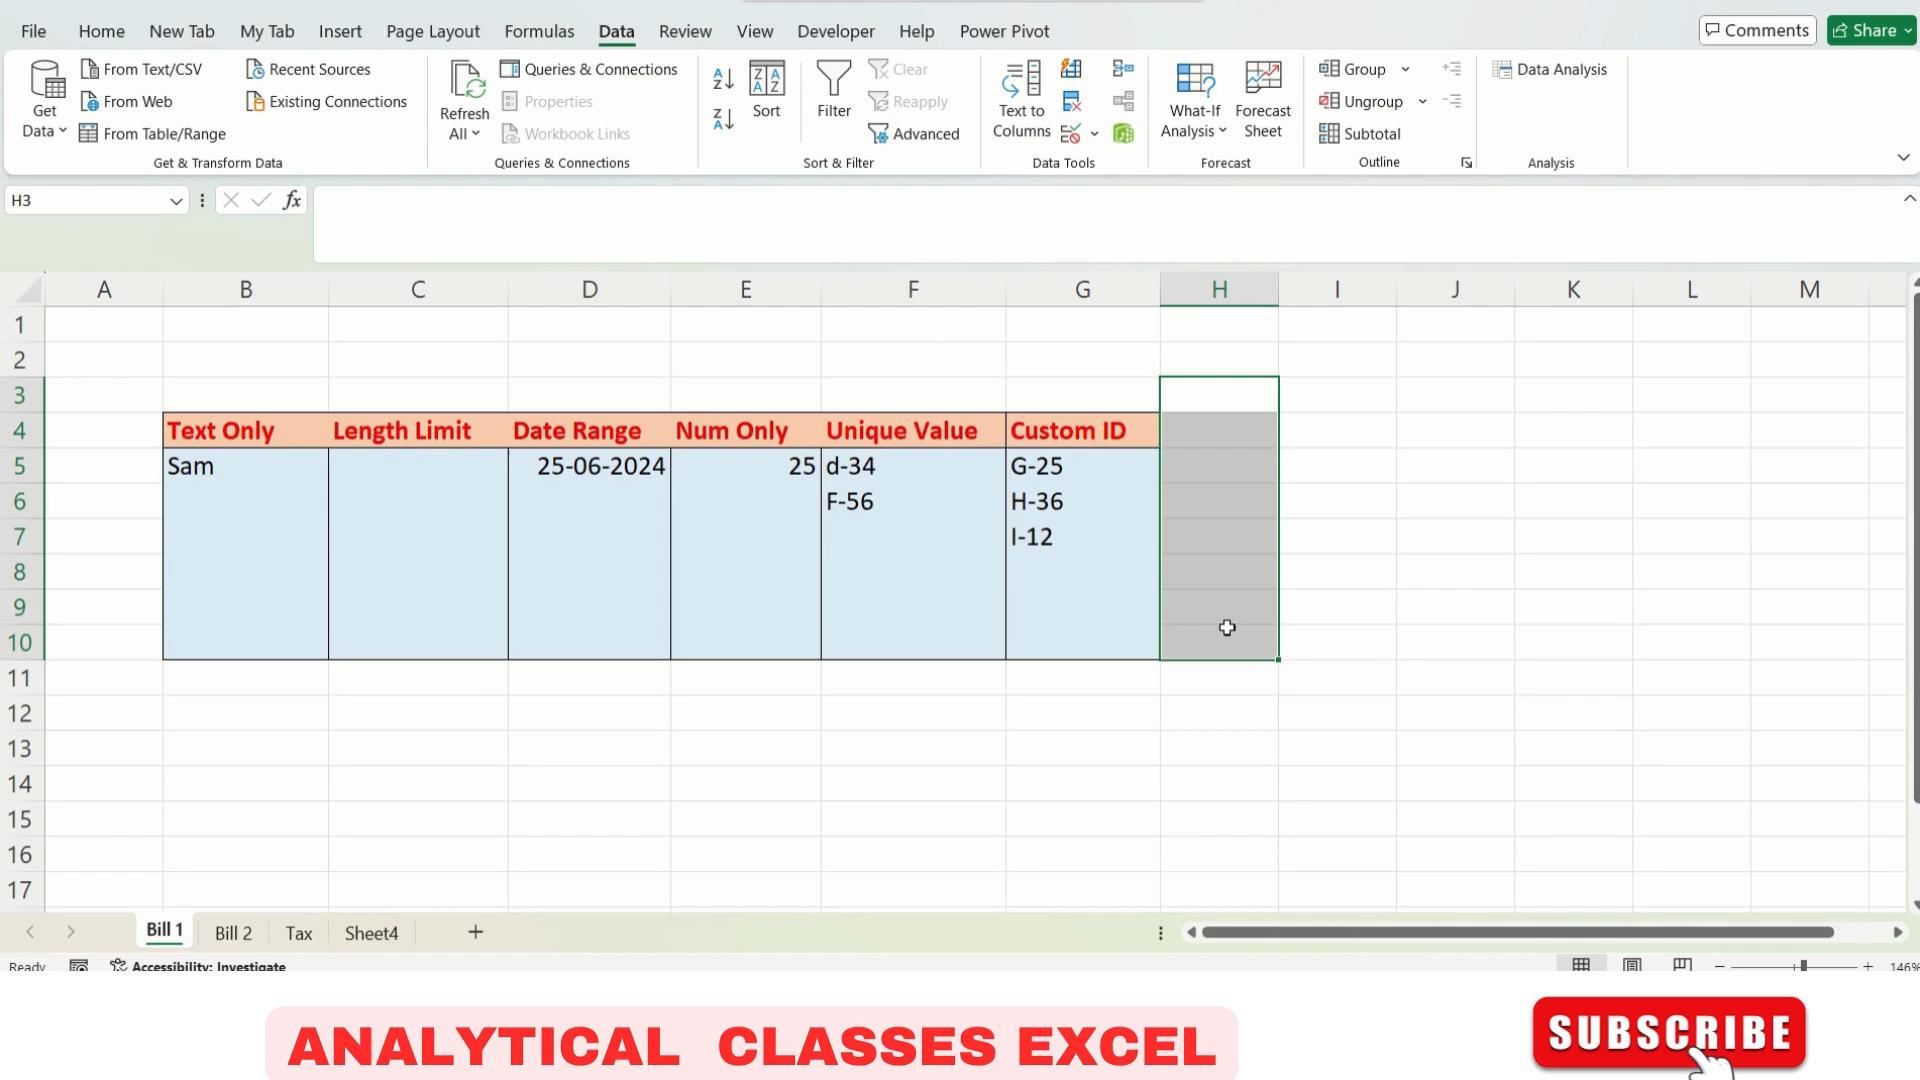 File Home New Tab My Tab Insert Page Layout Formulas Data Review View Developer Help Power Pivot Comments Share
Get Data
From Text/CSV
From Web
From Table/Range
Recent Sources
Existing Connections
Get & Transform Data
Refresh All
Queries & Connections
Properties
Workbook Links
Queries & Connections
Sort
Filter
Clear
Reapply
Advanced
Sort & Filter
Text to Columns
Data Tools
What-If Analysis
Forecast Sheet
Forecast
Group
Ungroup
Subtotal
Outline
Data Analysis
Analysis
H3 fx
A B C D E F G H I J K L M
1
2
3
4 Text Only Length Limit Date Range Num Only Unique Value Custom ID
5 Sam 25-06-2024 25 d-34 G-25
6 F-56 H-36
7 I-12
8
9
10
11
12
13
14
15
16
17
Bill 1 Bill 2 Tax Sheet4 +
Ready Accessibility: Investigate 146%
ANALYTICAL CLASSES EXCEL
SUBSCRIBE